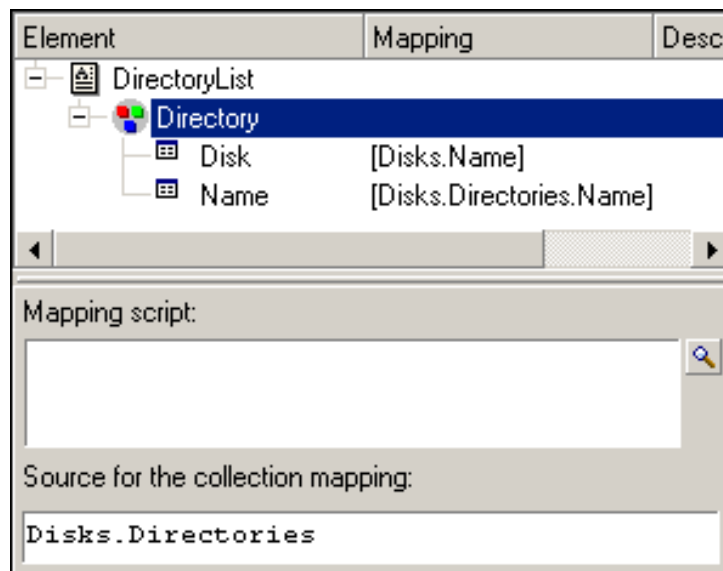 Element Mapping Desc
DirectoryList
Directory
Disk [Disks.Name]
Name [Disks.Directories.Name]
Mapping script:
Source for the collection mapping:
Disks.Directories